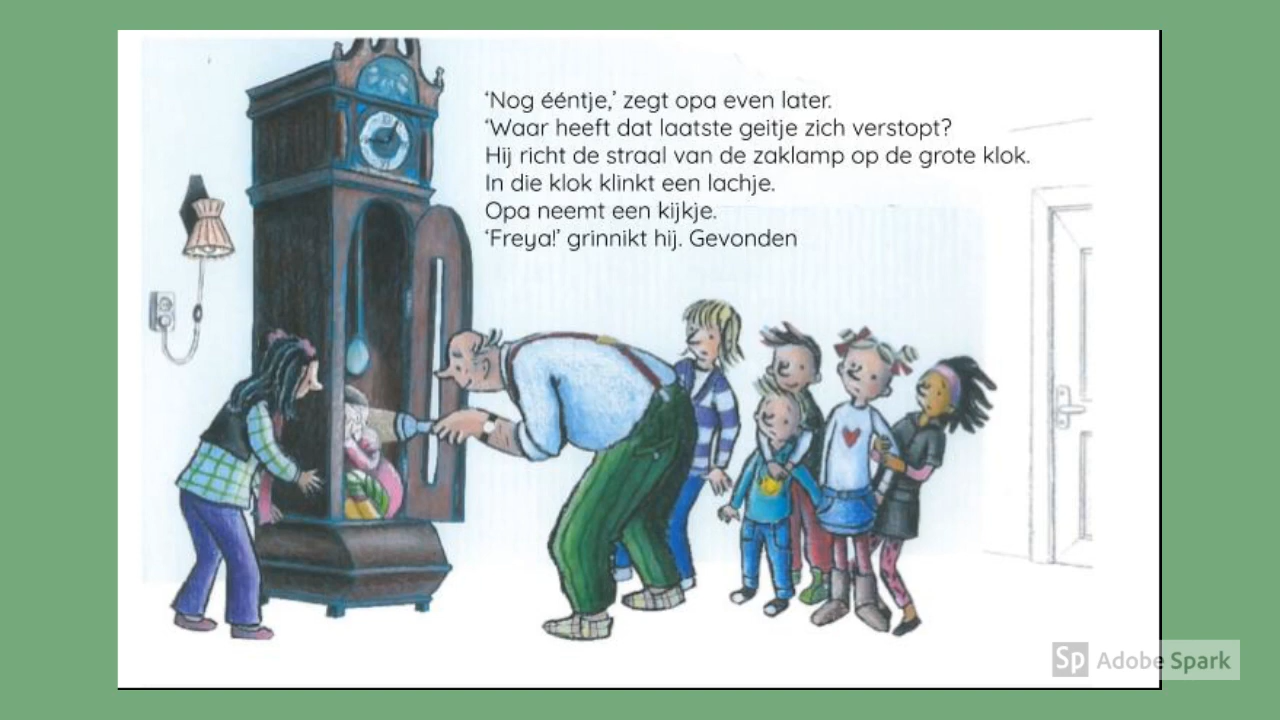 ‘Nog ééntje,’ zegt opa even later.
‘Waar heeft dat laatste geitje zich verstopt?
Hij richt de straal van de zaklamp op de grote klok.
In die klok klinkt een lachje.
Opa neemt een kijkje.
‘Freya!’ grinnikt hij. Gevonden
Sp Adobe Spark